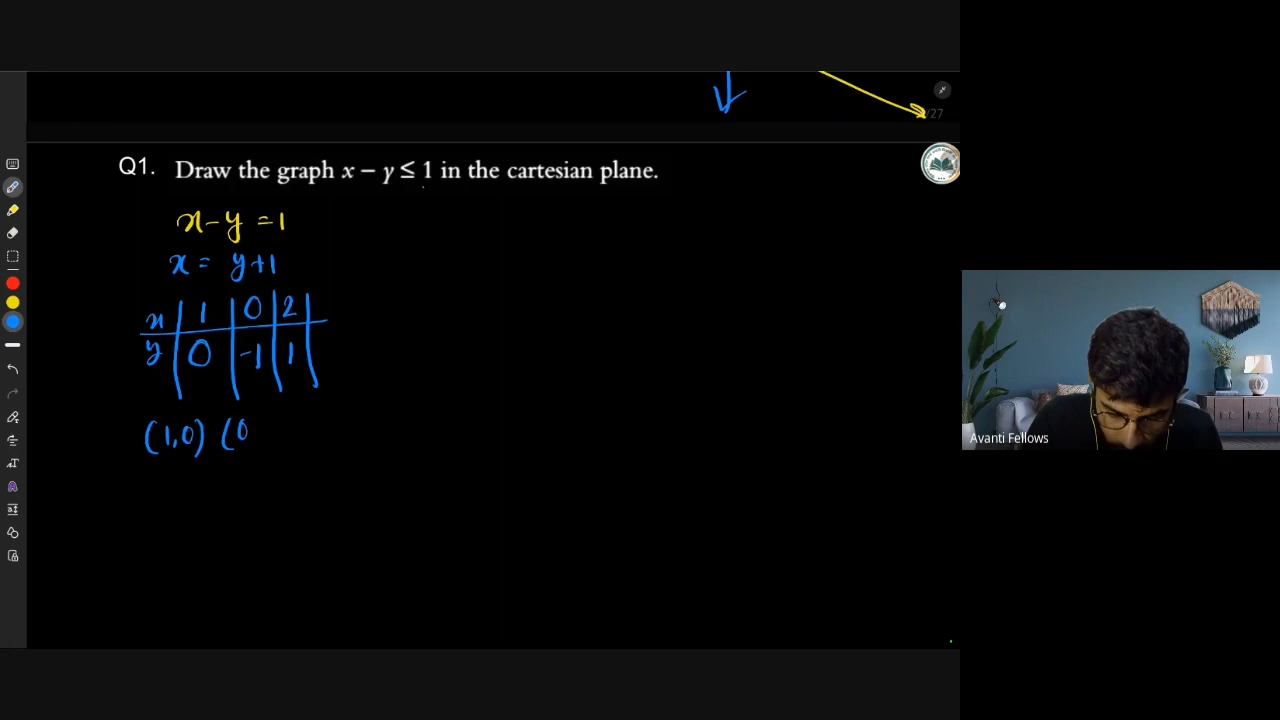 /27
Q1. Draw the graph x − y ≤ 1 in the cartesian plane.
x - y = 1
x = y + 1
x | 1 | 0 | 2 |
y | 0 | -1 | 1 |
(1,0) (0
Avanti Fellows